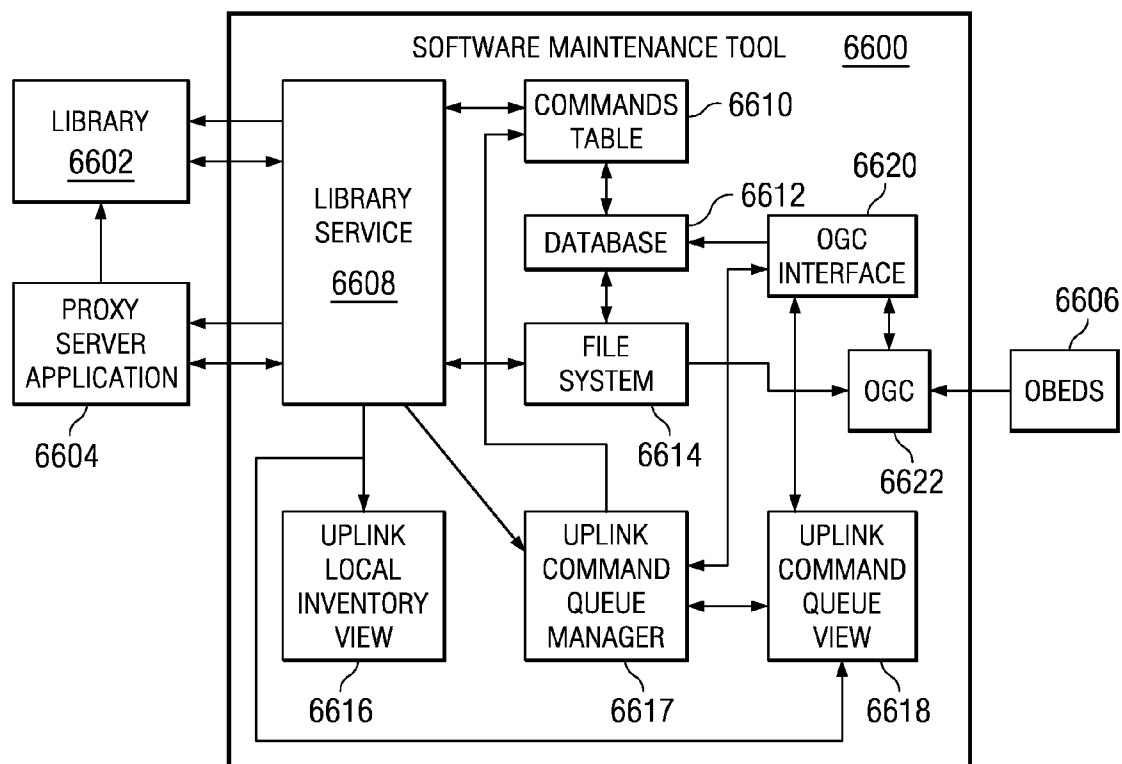 SOFTWARE MAINTENANCE TOOL 6600
LIBRARY
6602
LIBRARY
SERVICE
6608
COMMANDS
TABLE
6610
DATABASE
6612
6620
OGC
INTERFACE
PROXY
SERVER
APPLICATION
6604
FILE
SYSTEM
6614
OGC
6622
6606
OBEDS
UPLINK
LOCAL
INVENTORY
VIEW
6616
UPLINK
COMMAND
QUEUE
MANAGER
6617
UPLINK
COMMAND
QUEUE
VIEW
6618